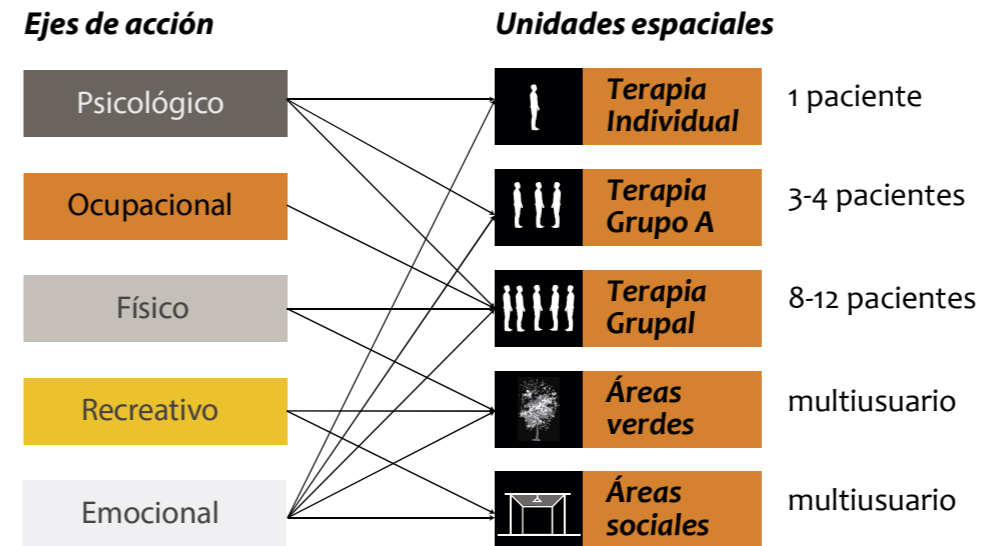 Ejes de acción
Unidades espaciales
Psicológico
Terapia
Individual
1 paciente
Ocupacional
Terapia
Grupo A
3-4 pacientes
Físico
Terapia
Grupal
8-12 pacientes
Recreativo
Áreas
verdes
multiusuario
Emocional
Áreas
sociales
multiusuario